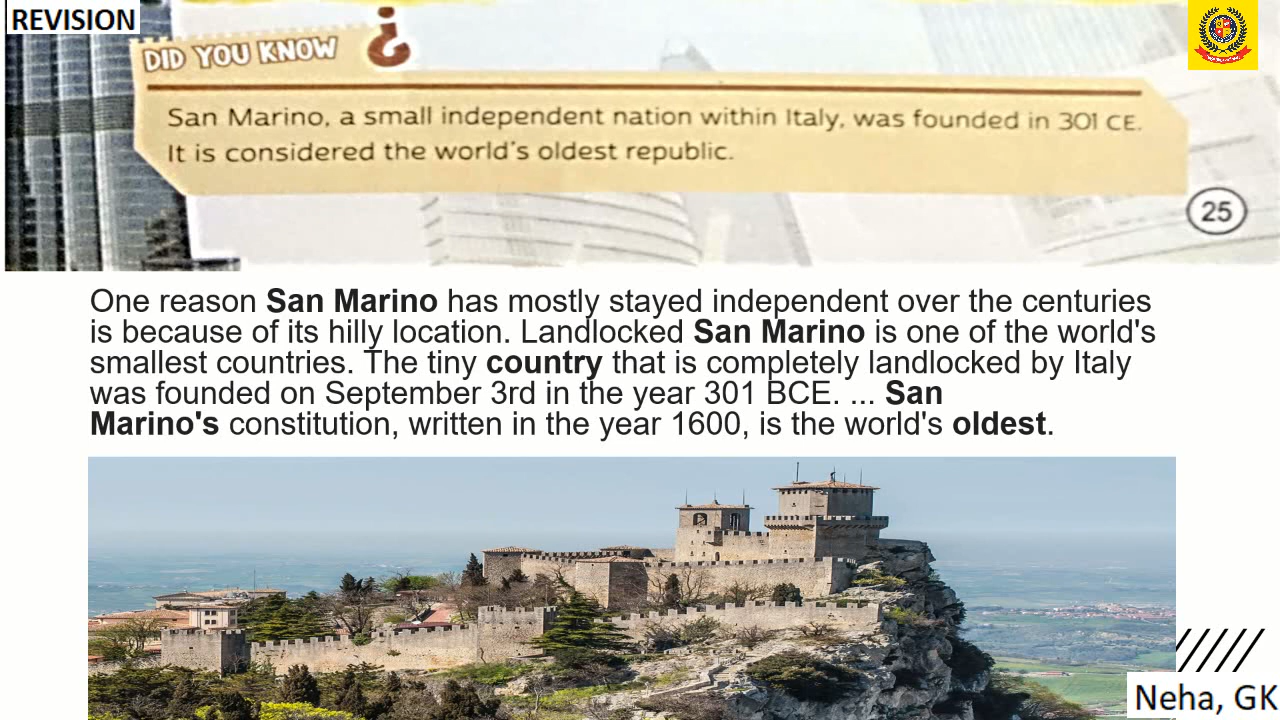 REVISION
DID YOU KNOW ?
San Marino, a small independent nation within Italy, was founded in 301 CE.
It is considered the world's oldest republic.
25
One reason San Marino has mostly stayed independent over the centuries
is because of its hilly location. Landlocked San Marino is one of the world's
smallest countries. The tiny country that is completely landlocked by Italy
was founded on September 3rd in the year 301 BCE. ... San
Marino's constitution, written in the year 1600, is the world's oldest.
Neha, GK